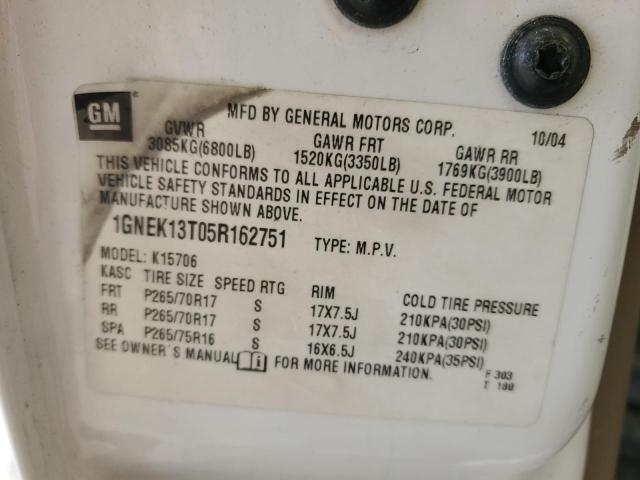 GM
MFD BY GENERAL MOTORS CORP. 10/04
GVWR GAWR FRT GAWR RR
3085KG(6800LB) 1520KG(3350LB) 1769KG(3900LB)
THIS VEHICLE CONFORMS TO ALL APPLICABLE U.S. FEDERAL MOTOR
VEHICLE SAFETY STANDARDS IN EFFECT ON THE DATE OF
MANUFACTURE SHOWN ABOVE.
1GNEK13T05R162751 TYPE: M.P.V.
MODEL: K15706
KASC TIRE SIZE SPEED RTG RIM COLD TIRE PRESSURE
FRT P265/70R17 S 17X7.5J 210KPA(30PSI)
RR P265/70R17 S 17X7.5J 210KPA(30PSI)
SPA P265/75R16 S 16X6.5J 240KPA(35PSI)
SEE OWNER'S MANUAL i FOR MORE INFORMATION.
F 303
T 180